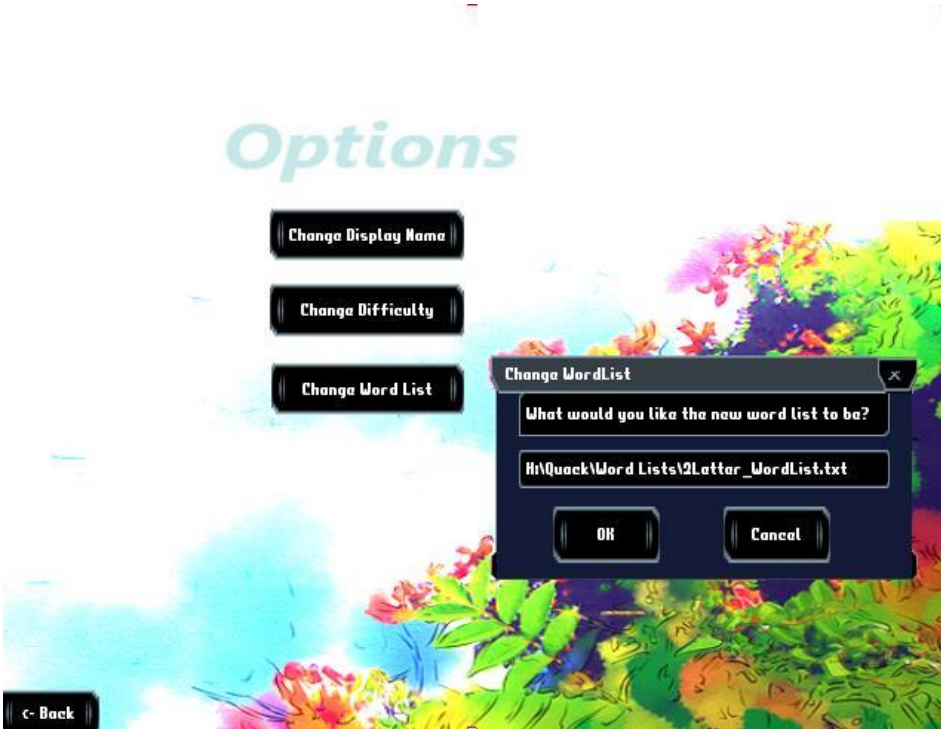 Options
Change Display Name
Change Difficulty
Change Word List
Change WordList
What would you like the new word list to be?
H:\Quack\Word Lists\2Letter_WordList.txt
OK
Cancel
<- Back